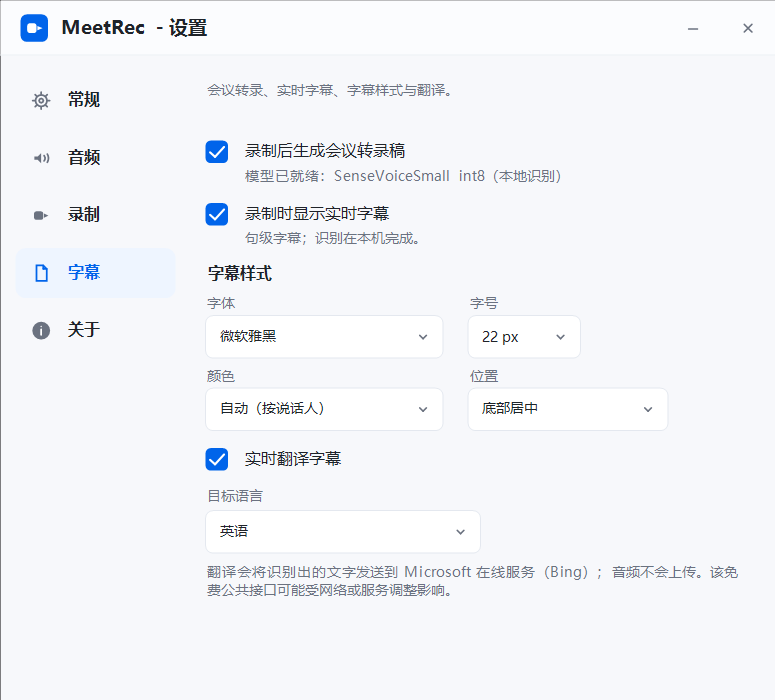 MeetRec - 设置
常规
音频
录制
字幕
关于
会议转录、实时字幕、字幕样式与翻译。
录制后生成会议转录稿
模型已就绪：SenseVoiceSmall int8（本地识别）
录制时显示实时字幕
句级字幕；识别在本机完成。
字幕样式
字体 字号
微软雅黑 22 px
颜色 位置
自动（按说话人） 底部居中
实时翻译字幕
目标语言
英语
翻译会将识别出的文字发送到 Microsoft 在线服务（Bing）；音频不会上传。该免
费公共接口可能受网络或服务调整影响。